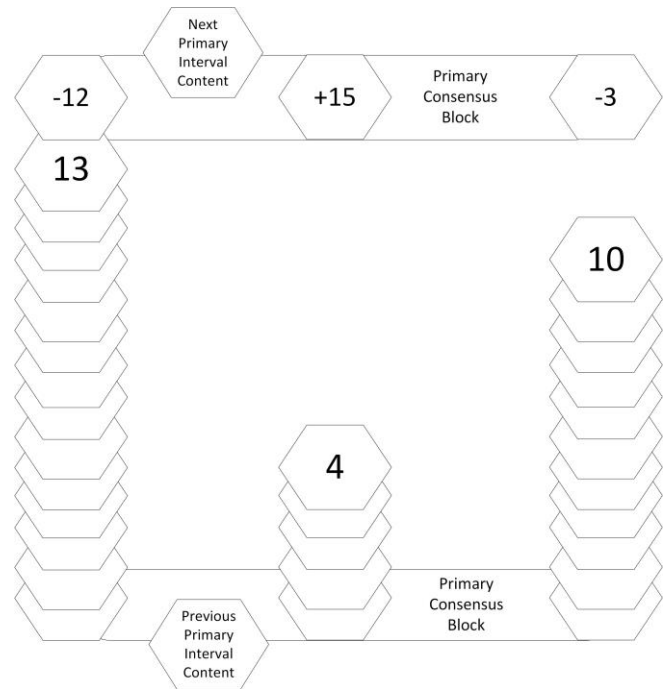 Next
Primary
Interval
Content
-12
+15
Primary
Consensus
Block
-3
13
10
4
Primary
Consensus
Block
Previous
Primary
Interval
Content